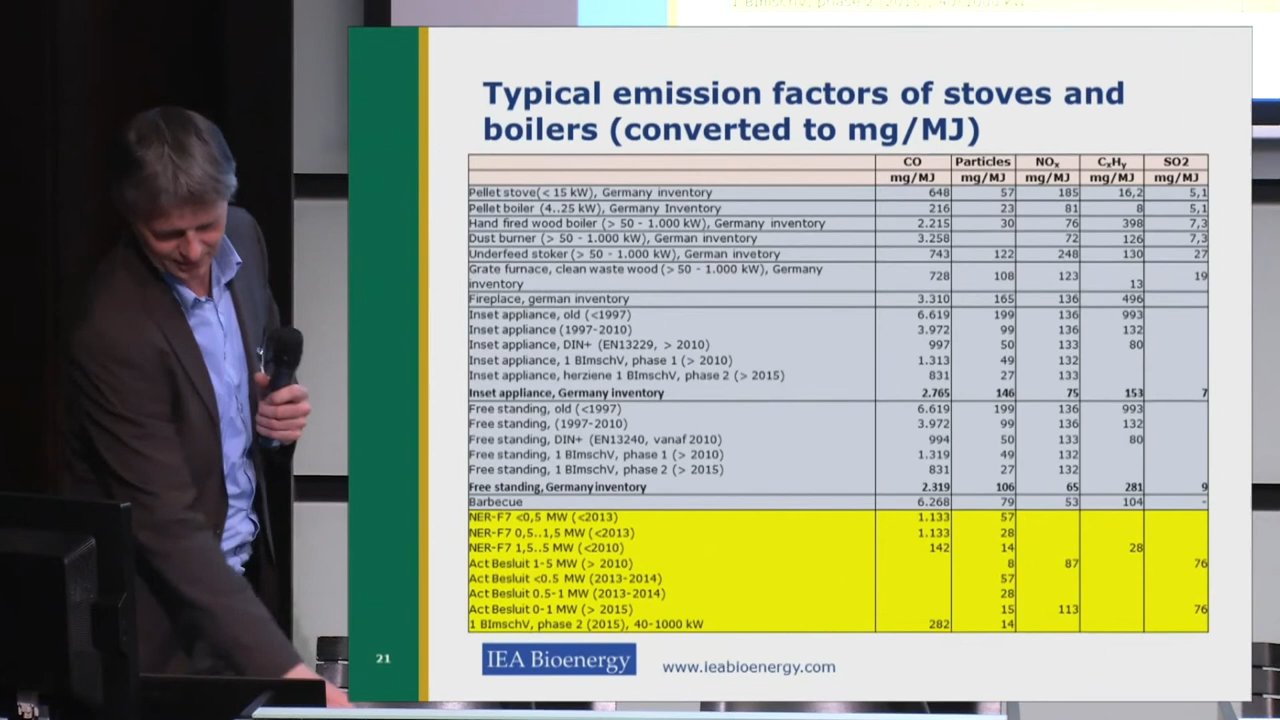 1 BImschV, phase 2 2015 , 40-1000 kW
Typical emission factors of stoves and
boilers (converted to mg/MJ)
CO Particles NOx CxHy SO2
mg/MJ mg/MJ mg/MJ mg/MJ mg/MJ
Pellet stove(< 15 kW), Germany inventory 648 57 185 16,2 5,1
Pellet boiler (4..25 kW), Germany Inventory 216 23 81 8 5,1
Hand fired wood boiler (> 50 - 1.000 kW), Germany inventory 2.215 30 76 398 7,3
Dust burner (> 50 - 1.000 kW), German inventory 3.258 72 126 7,3
Underfeed stoker (> 50 - 1.000 kW), German invetory 743 122 248 130 27
Grate furnace, clean waste wood (> 50 - 1.000 kW), Germany
inventory 728 108 123 13 19
Fireplace, german inventory 3.310 165 136 496
Inset appliance, old (<1997) 6.619 199 136 993
Inset appliance (1997-2010) 3.972 99 136 132
Inset appliance, DIN+ (EN13229, > 2010) 997 50 133 80
Inset appliance, 1 BImschV, phase 1 (> 2010) 1.313 49 132
Inset appliance, herziene 1 BImschV, phase 2 (> 2015) 831 27 133
Inset appliance, Germany inventory 2.765 146 75 153 7
Free standing, old (<1997) 6.619 199 136 993
Free standing, (1997-2010) 3.972 99 136 132
Free standing, DIN+ (EN13240, vanaf 2010) 994 50 133 80
Free standing, 1 BImschV, phase 1 (> 2010) 1.319 49 132
Free standing, 1 BImschV, phase 2 (> 2015) 831 27 132
Free standing, Germany inventory 2.319 106 65 281 9
Barbecue 6.268 79 53 104 -
NER-F7 <0,5 MW (<2013) 1.133 57
NER-F7 0,5..1,5 MW (<2013) 1.133 28
NER-F7 1,5..5 MW (<2010) 142 14 28
Act Besluit 1-5 MW (> 2010) 8 87 76
Act Besluit <0.5 MW (2013-2014) 57
Act Besluit 0.5-1 MW (2013-2014) 28
Act Besluit 0-1 MW (> 2015) 15 113 76
1 BImschV, phase 2 (2015), 40-1000 kW 282 14
21
IEA Bioenergy
www.ieabioenergy.com